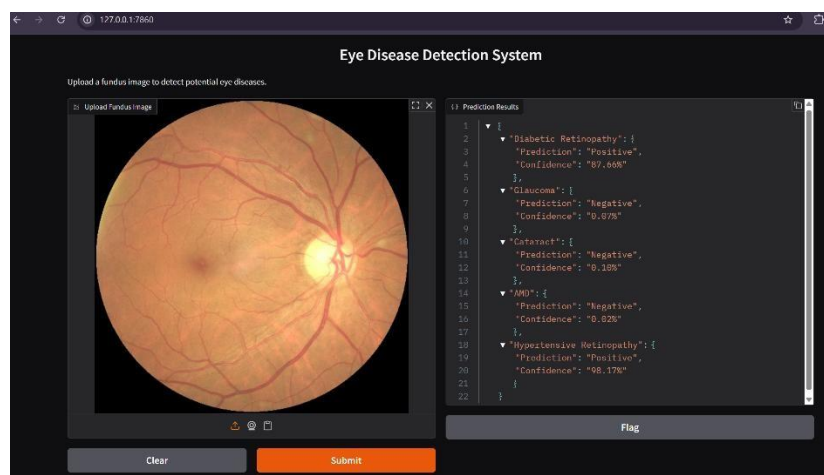 127.0.0.1:7860
Eye Disease Detection System
Upload a fundus image to detect potential eye diseases.
Upload Fundus Image
Prediction Results
1 {
2 "Diabetic Retinopathy": {
3 "Prediction": "Positive",
4 "Confidence": "87.66%"
5 },
6 "Glaucoma": {
7 "Prediction": "Negative",
8 "Confidence": "0.07%"
9 },
10 "Cataract": {
11 "Prediction": "Negative",
12 "Confidence": "0.18%"
13 },
14 "AMD": {
15 "Prediction": "Negative",
16 "Confidence": "0.02%"
17 },
18 "Hypertensive Retinopathy": {
19 "Prediction": "Positive",
20 "Confidence": "98.17%"
21 }
22 }
Flag
Clear
Submit